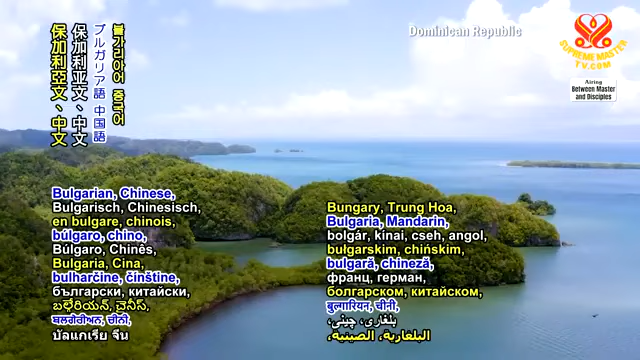 불가리아어 중국어
ブルガリア語 中国語
保加利亚文、中文
保加利亞文、中文
Dominican Republic
SUPREME MASTER
TV.COM
Airing
Between Master
and Disciples
Bulgarian, Chinese,
Bulgarisch, Chinesisch,
en bulgare, chinois,
búlgaro, chino,
Búlgaro, Chinês,
Bulgaria, Cina,
bulharčine, čínštine,
български, китайски,
బల్గేరియన్, చైనీస్,
ਬਲਗੇਰੀਅਨ, ਚੀਨੀ,
บัลแกเรีย จีน
Bungary, Trung Hoa,
Bulgaria, Mandarin,
bolgár, kínai, cseh, angol,
bułgarskim, chińskim,
bulgară, chineză,
франц, герман,
болгарском, китайском,
बुल्गारियन, चीनी,
بلغاری، چینی،
البلغارية، الصينية،